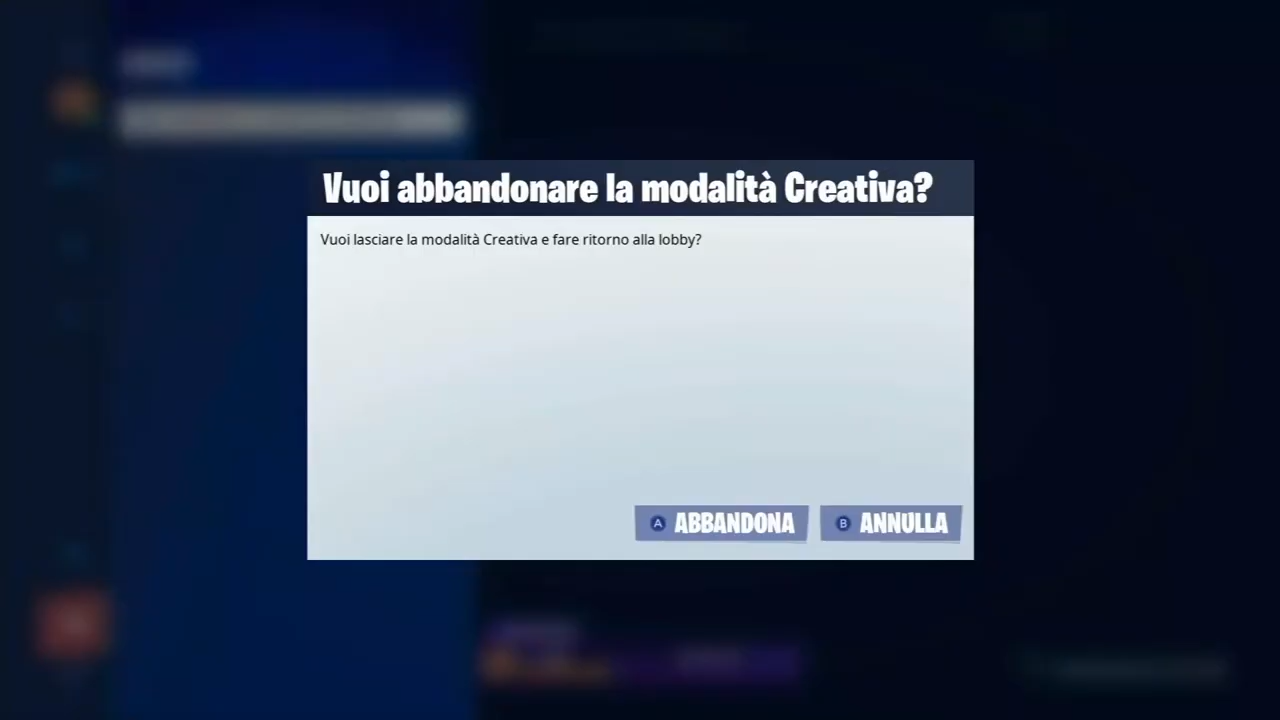 Vuoi abbandonare la modalità Creativa?
Vuoi lasciare la modalità Creativa e fare ritorno alla lobby?
A ABBANDONA
B ANNULLA